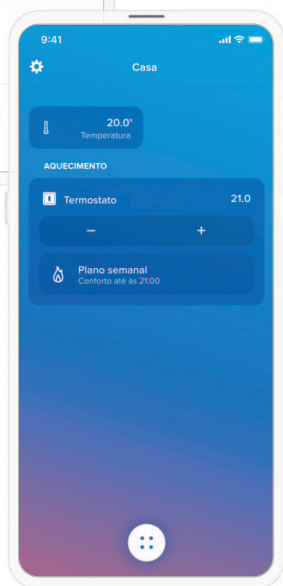 9:41
Casa
20.0°
Temperatura
AQUECIMENTO
Termostato 21.0
− +
Plano semanal
Conforto até às 21:00